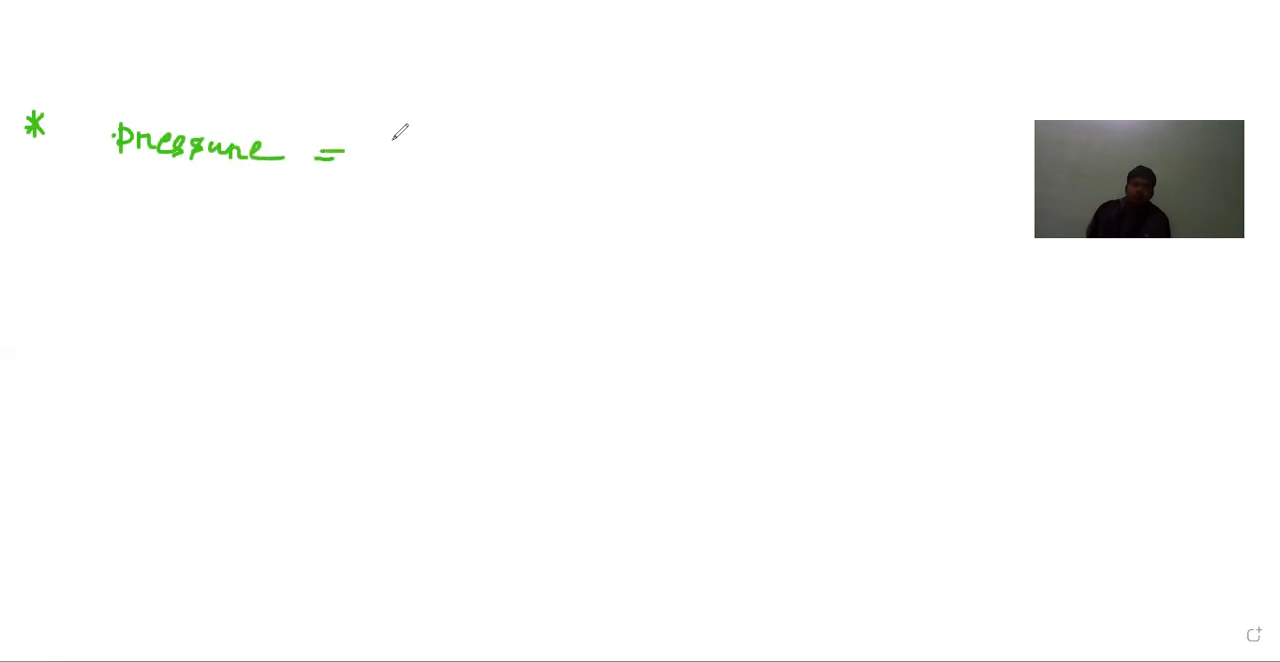 * Pressure =